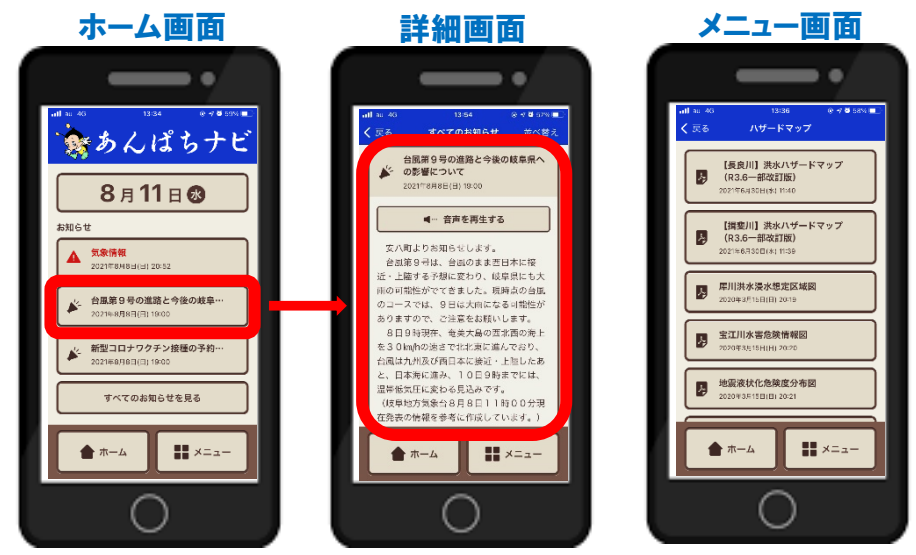 ホーム画面
au 4G 13:34 59%
あんぱちナビ
8月11日 水
お知らせ
気象情報
2021年8月8日(日) 20:52
台風第9号の進路と今後の岐阜…
2021年8月8日(日) 19:00
新型コロナワクチン接種の予約…
2021年8月8日(日) 19:00
すべてのお知らせを見る
ホーム
メニュー
詳細画面
au 4G 13:54 57%
戻る すべてのお知らせ 並べ替え
台風第9号の進路と今後の岐阜県へ
の影響について
2021年8月8日(日) 19:00
音声を再生する
安八町よりお知らせします。
台風第9号は、台風のまま西日本に接
近・上陸する予想に変わり、岐阜県にも大
雨の可能性がでてきました。現時点の台風
のコースでは、9日は大雨になる可能性が
ありますので、ご注意をお願いします。
8日9時現在、奄美大島の西北西の海上
を30km/hの速さで北北東に進んでおり、
台風は九州及び西日本に接近・上陸したあ
と、日本海に進み、10日9時までには、
温帯低気圧に変わる見込みです。
(岐阜地方気象台8月8日11時00分現
在発表の情報を参考に作成しています。)
ホーム
メニュー
メニュー画面
au 4G 13:36 58%
戻る ハザードマップ
【長良川】洪水ハザードマップ
(R3.6一部改訂版)
2021年6月30日(水) 11:40
【揖斐川】洪水ハザードマップ
(R3.6一部改訂版)
2021年6月30日(水) 11:39
犀川洪水浸水想定区域図
2020年3月15日(日) 20:19
宝江川水害危険情報図
2020年3月15日(日) 20:20
地震液状化危険度分布図
2020年3月15日(日) 20:21
ホーム
メニュー